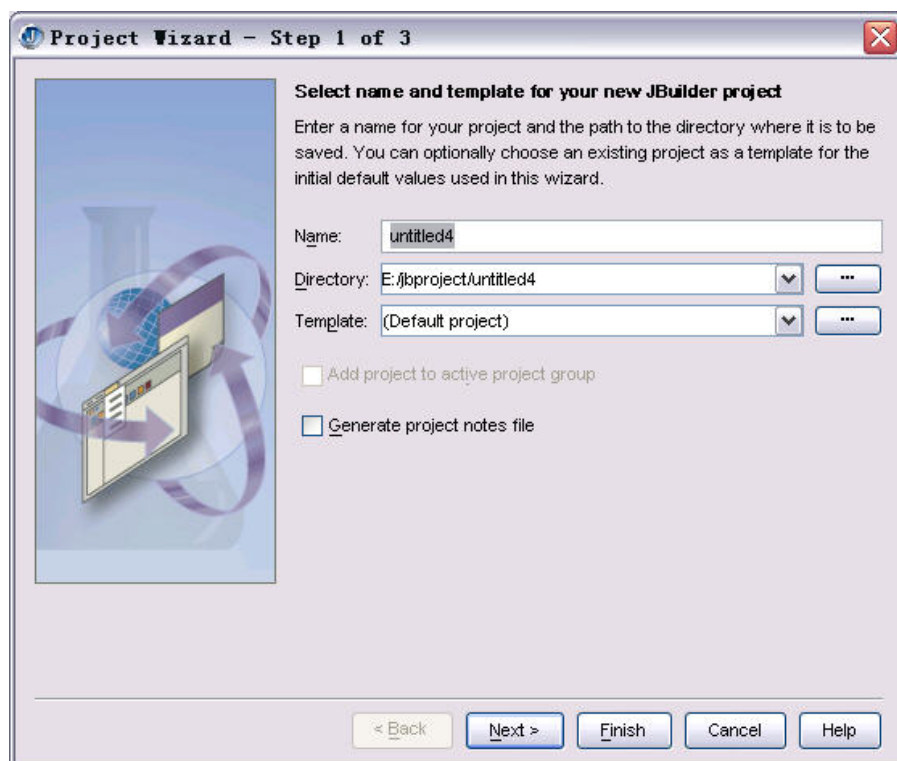 Project Wizard - Step 1 of 3
Select name and template for your new JBuilder project
Enter a name for your project and the path to the directory where it is to be
saved. You can optionally choose an existing project as a template for the
initial default values used in this wizard.
Name: untitled4
Directory: E:/jbproject/untitled4 ...
Template: (Default project) ...
Add project to active project group
Generate project notes file
< Back Next > Finish Cancel Help